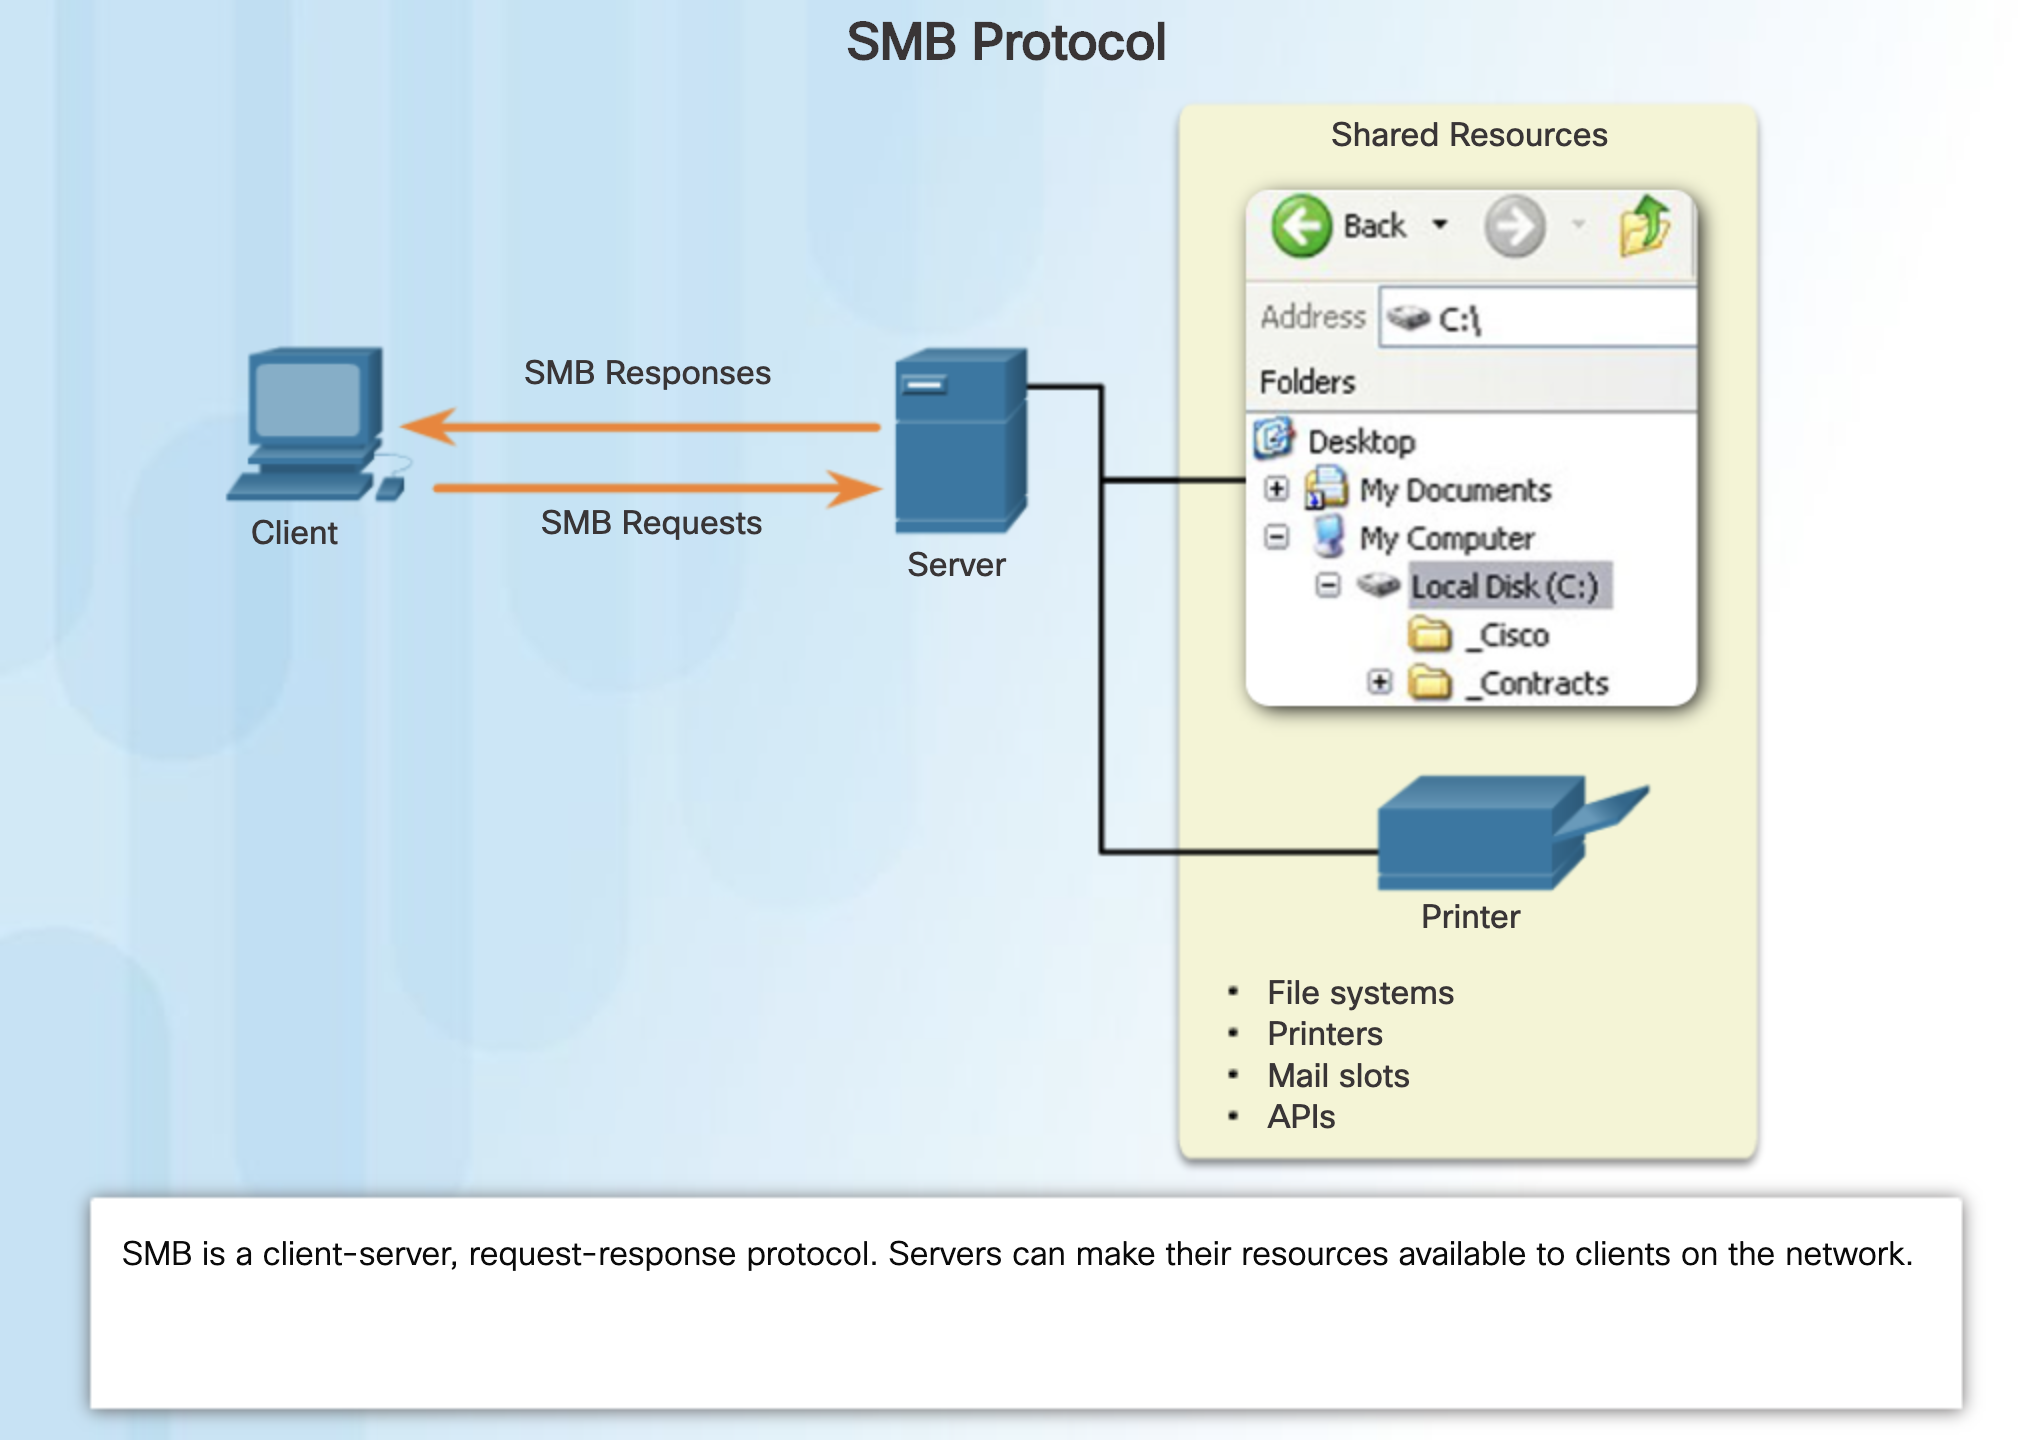 SMB Protocol
Shared Resources
Back
Address C:\
Folders
Desktop
My Documents
My Computer
Local Disk (C:)
_Cisco
_Contracts
SMB Responses
SMB Requests
Client
Server
Printer
▪ File systems
▪ Printers
▪ Mail slots
▪ APIs
SMB is a client-server, request-response protocol. Servers can make their resources available to clients on the network.